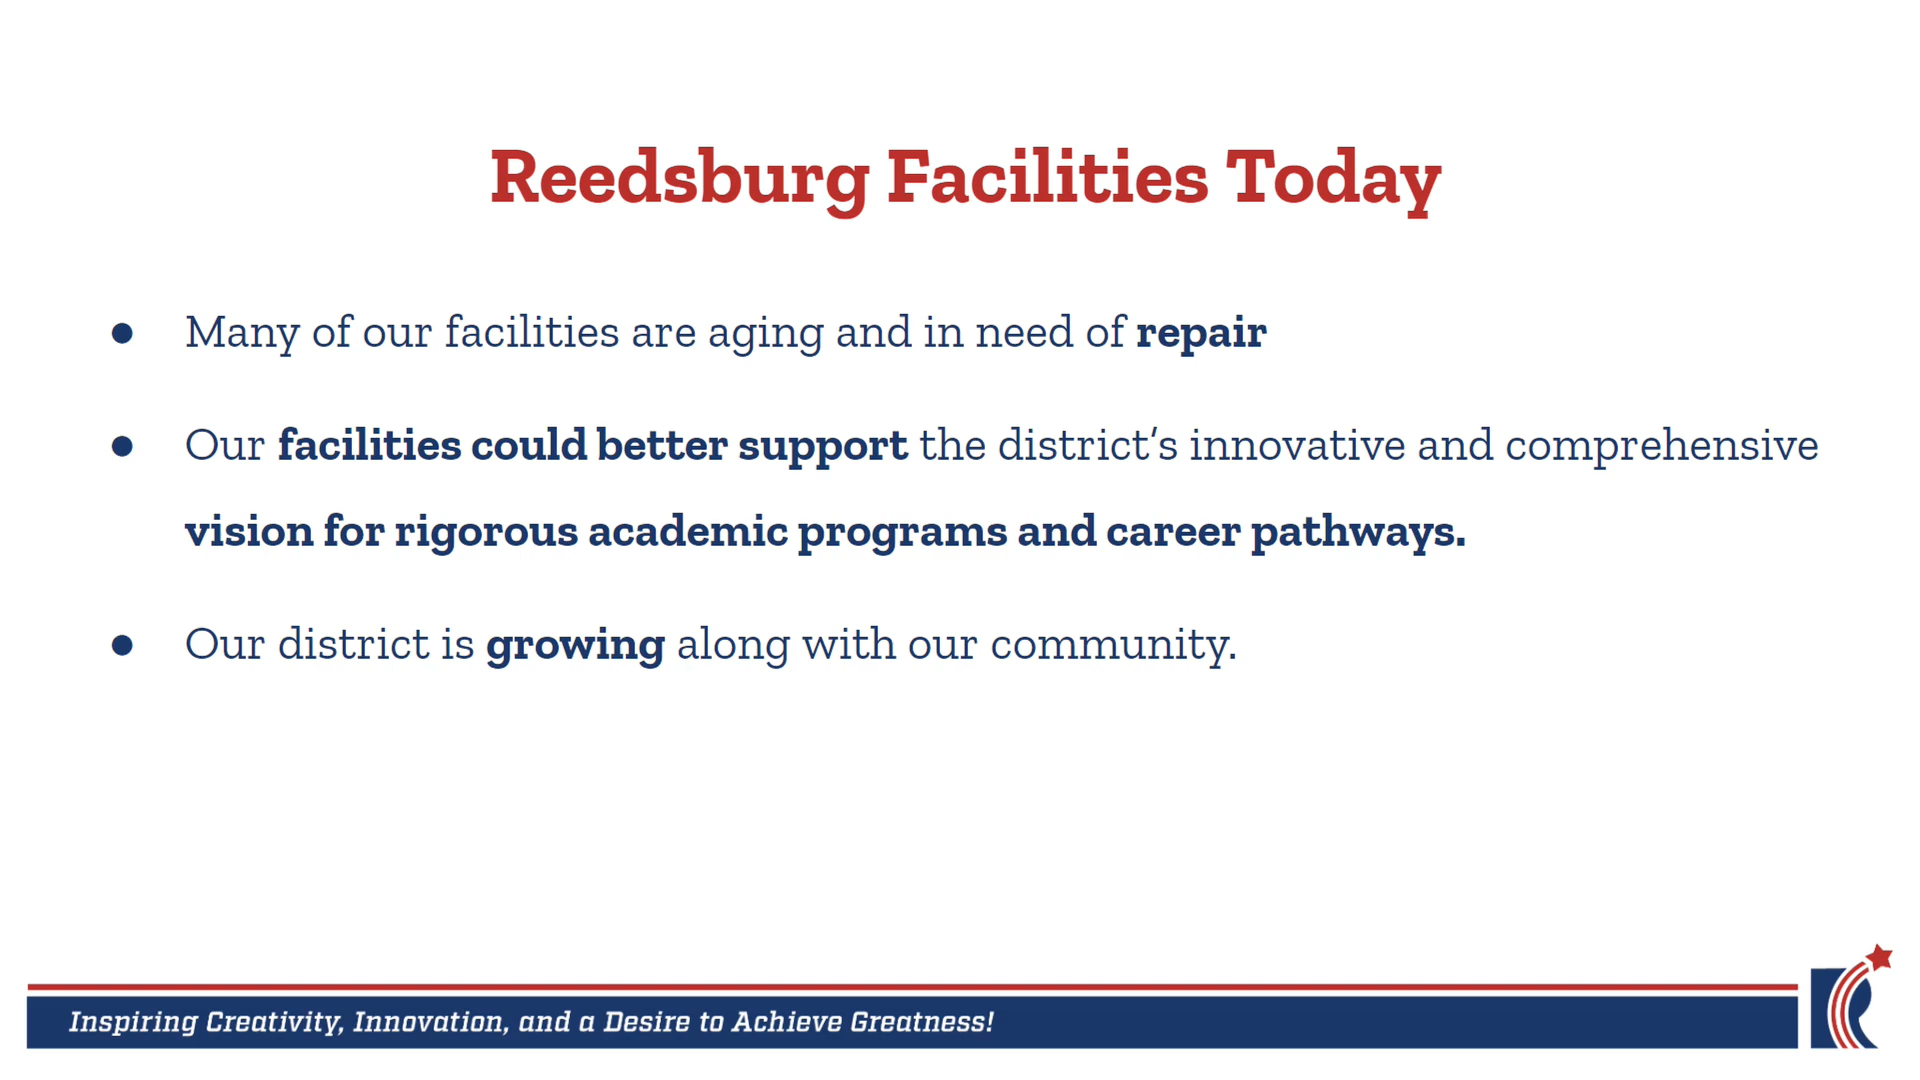 Reedsburg Facilities Today
● Many of our facilities are aging and in need of repair
● Our facilities could better support the district's innovative and comprehensive
vision for rigorous academic programs and career pathways.
● Our district is growing along with our community.
Inspiring Creativity, Innovation, and a Desire to Achieve Greatness!
R